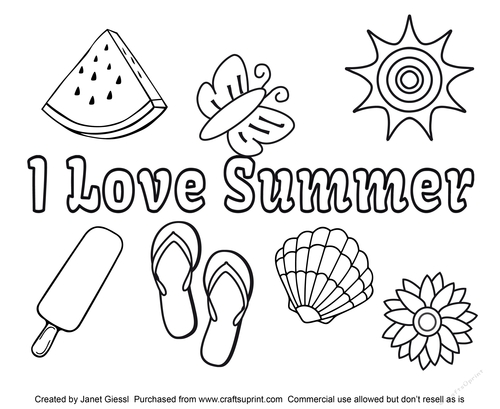 I Love Summer
Created by Janet Giessl  Purchased from www.craftsuprint.com  Commercial use allowed but don't resell as is